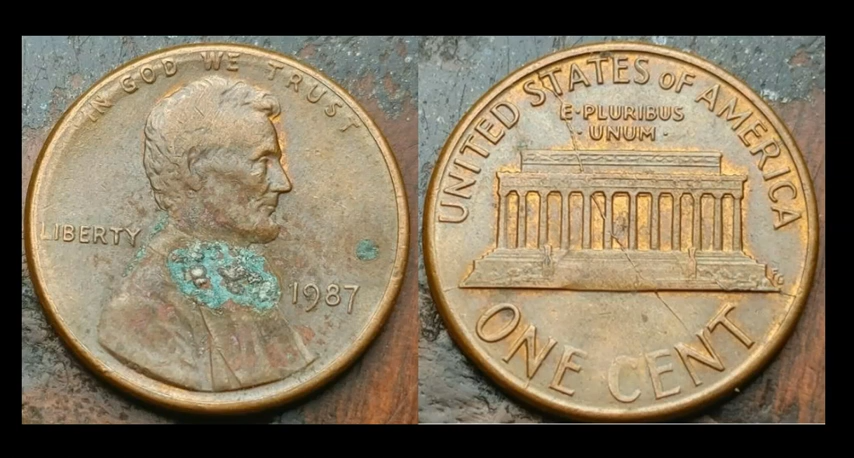 IN GOD WE TRUST
LIBERTY
1987
UNITED STATES OF AMERICA
E·PLURIBUS
·UNUM·
ONE CENT